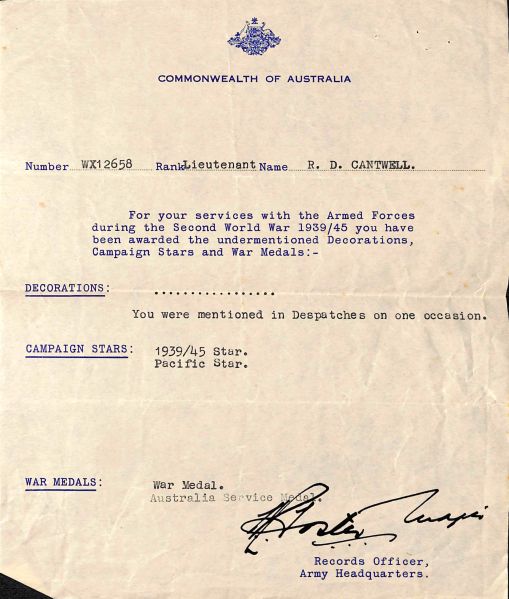 COMMONWEALTH OF AUSTRALIA
Number WX12658 Rank Lieutenant Name R. D. CANTWELL.
For your services with the Armed Forces
during the Second World War 1939/45 you have
been awarded the undermentioned Decorations,
Campaign Stars and War Medals:-
DECORATIONS: .................
You were mentioned in Despatches on one occasion.
CAMPAIGN STARS: 1939/45 Star.
Pacific Star.
WAR MEDALS: War Medal.
Australia Service Medal.
Foster Major
Records Officer,
Army Headquarters.